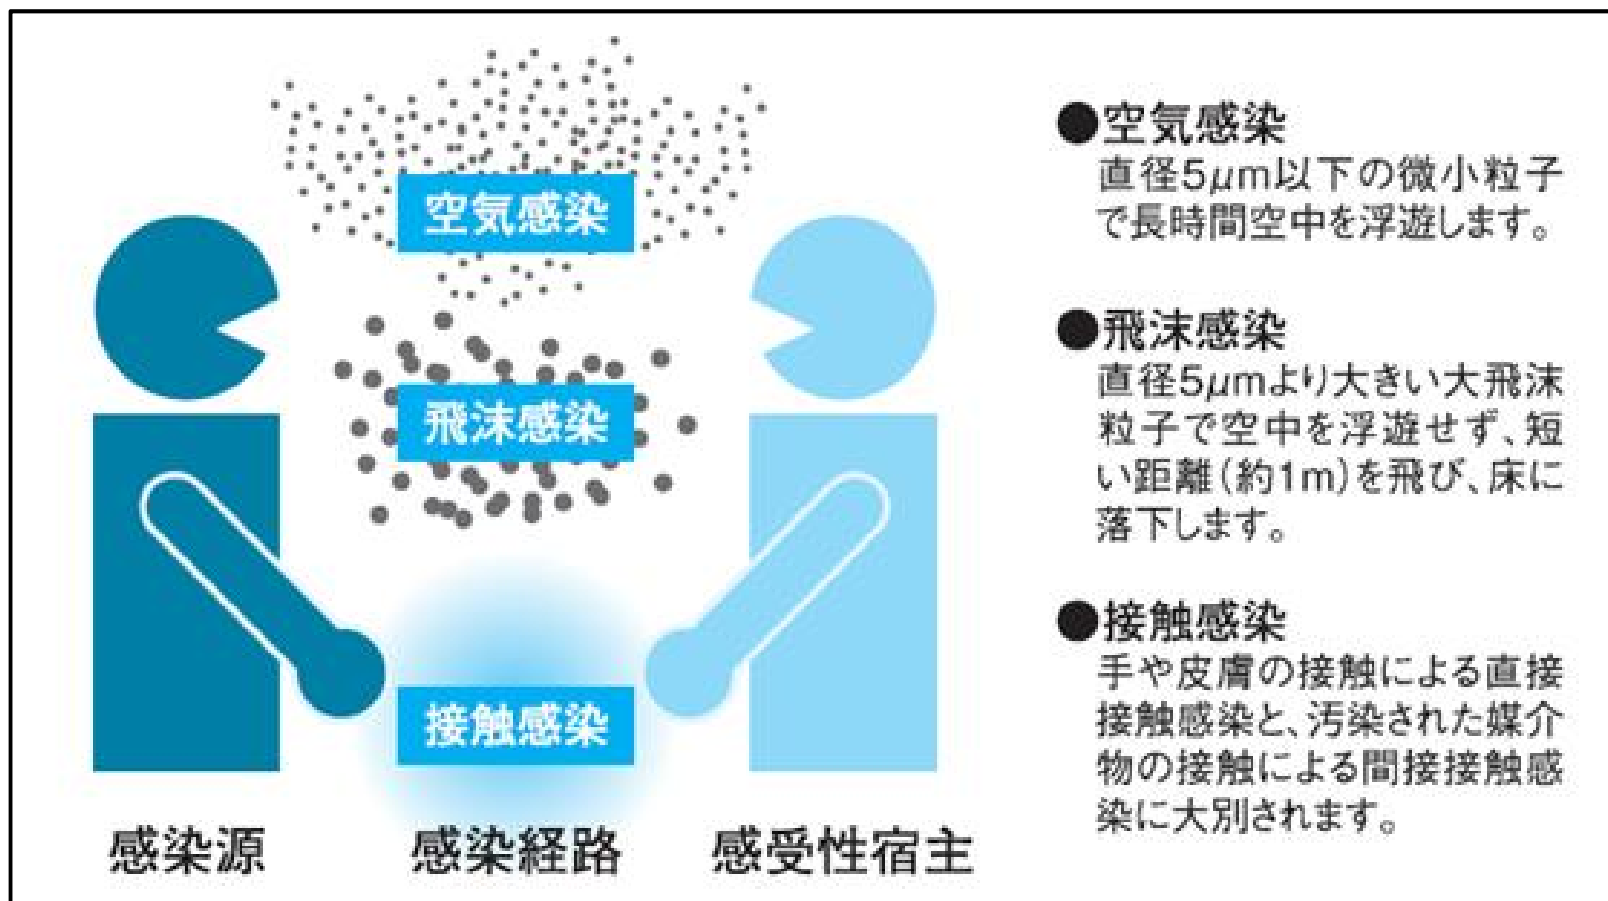 空気感染
飛沫感染
接触感染
感染源
感染経路
感受性宿主
●空気感染
直径5μm以下の微小粒子
で長時間空中を浮遊します。
●飛沫感染
直径5μmより大きい大飛沫
粒子で空中を浮遊せず、短
い距離(約1m)を飛び、床に
落下します。
●接触感染
手や皮膚の接触による直接
接触感染と、汚染された媒介
物の接触による間接接触感
染に大別されます。